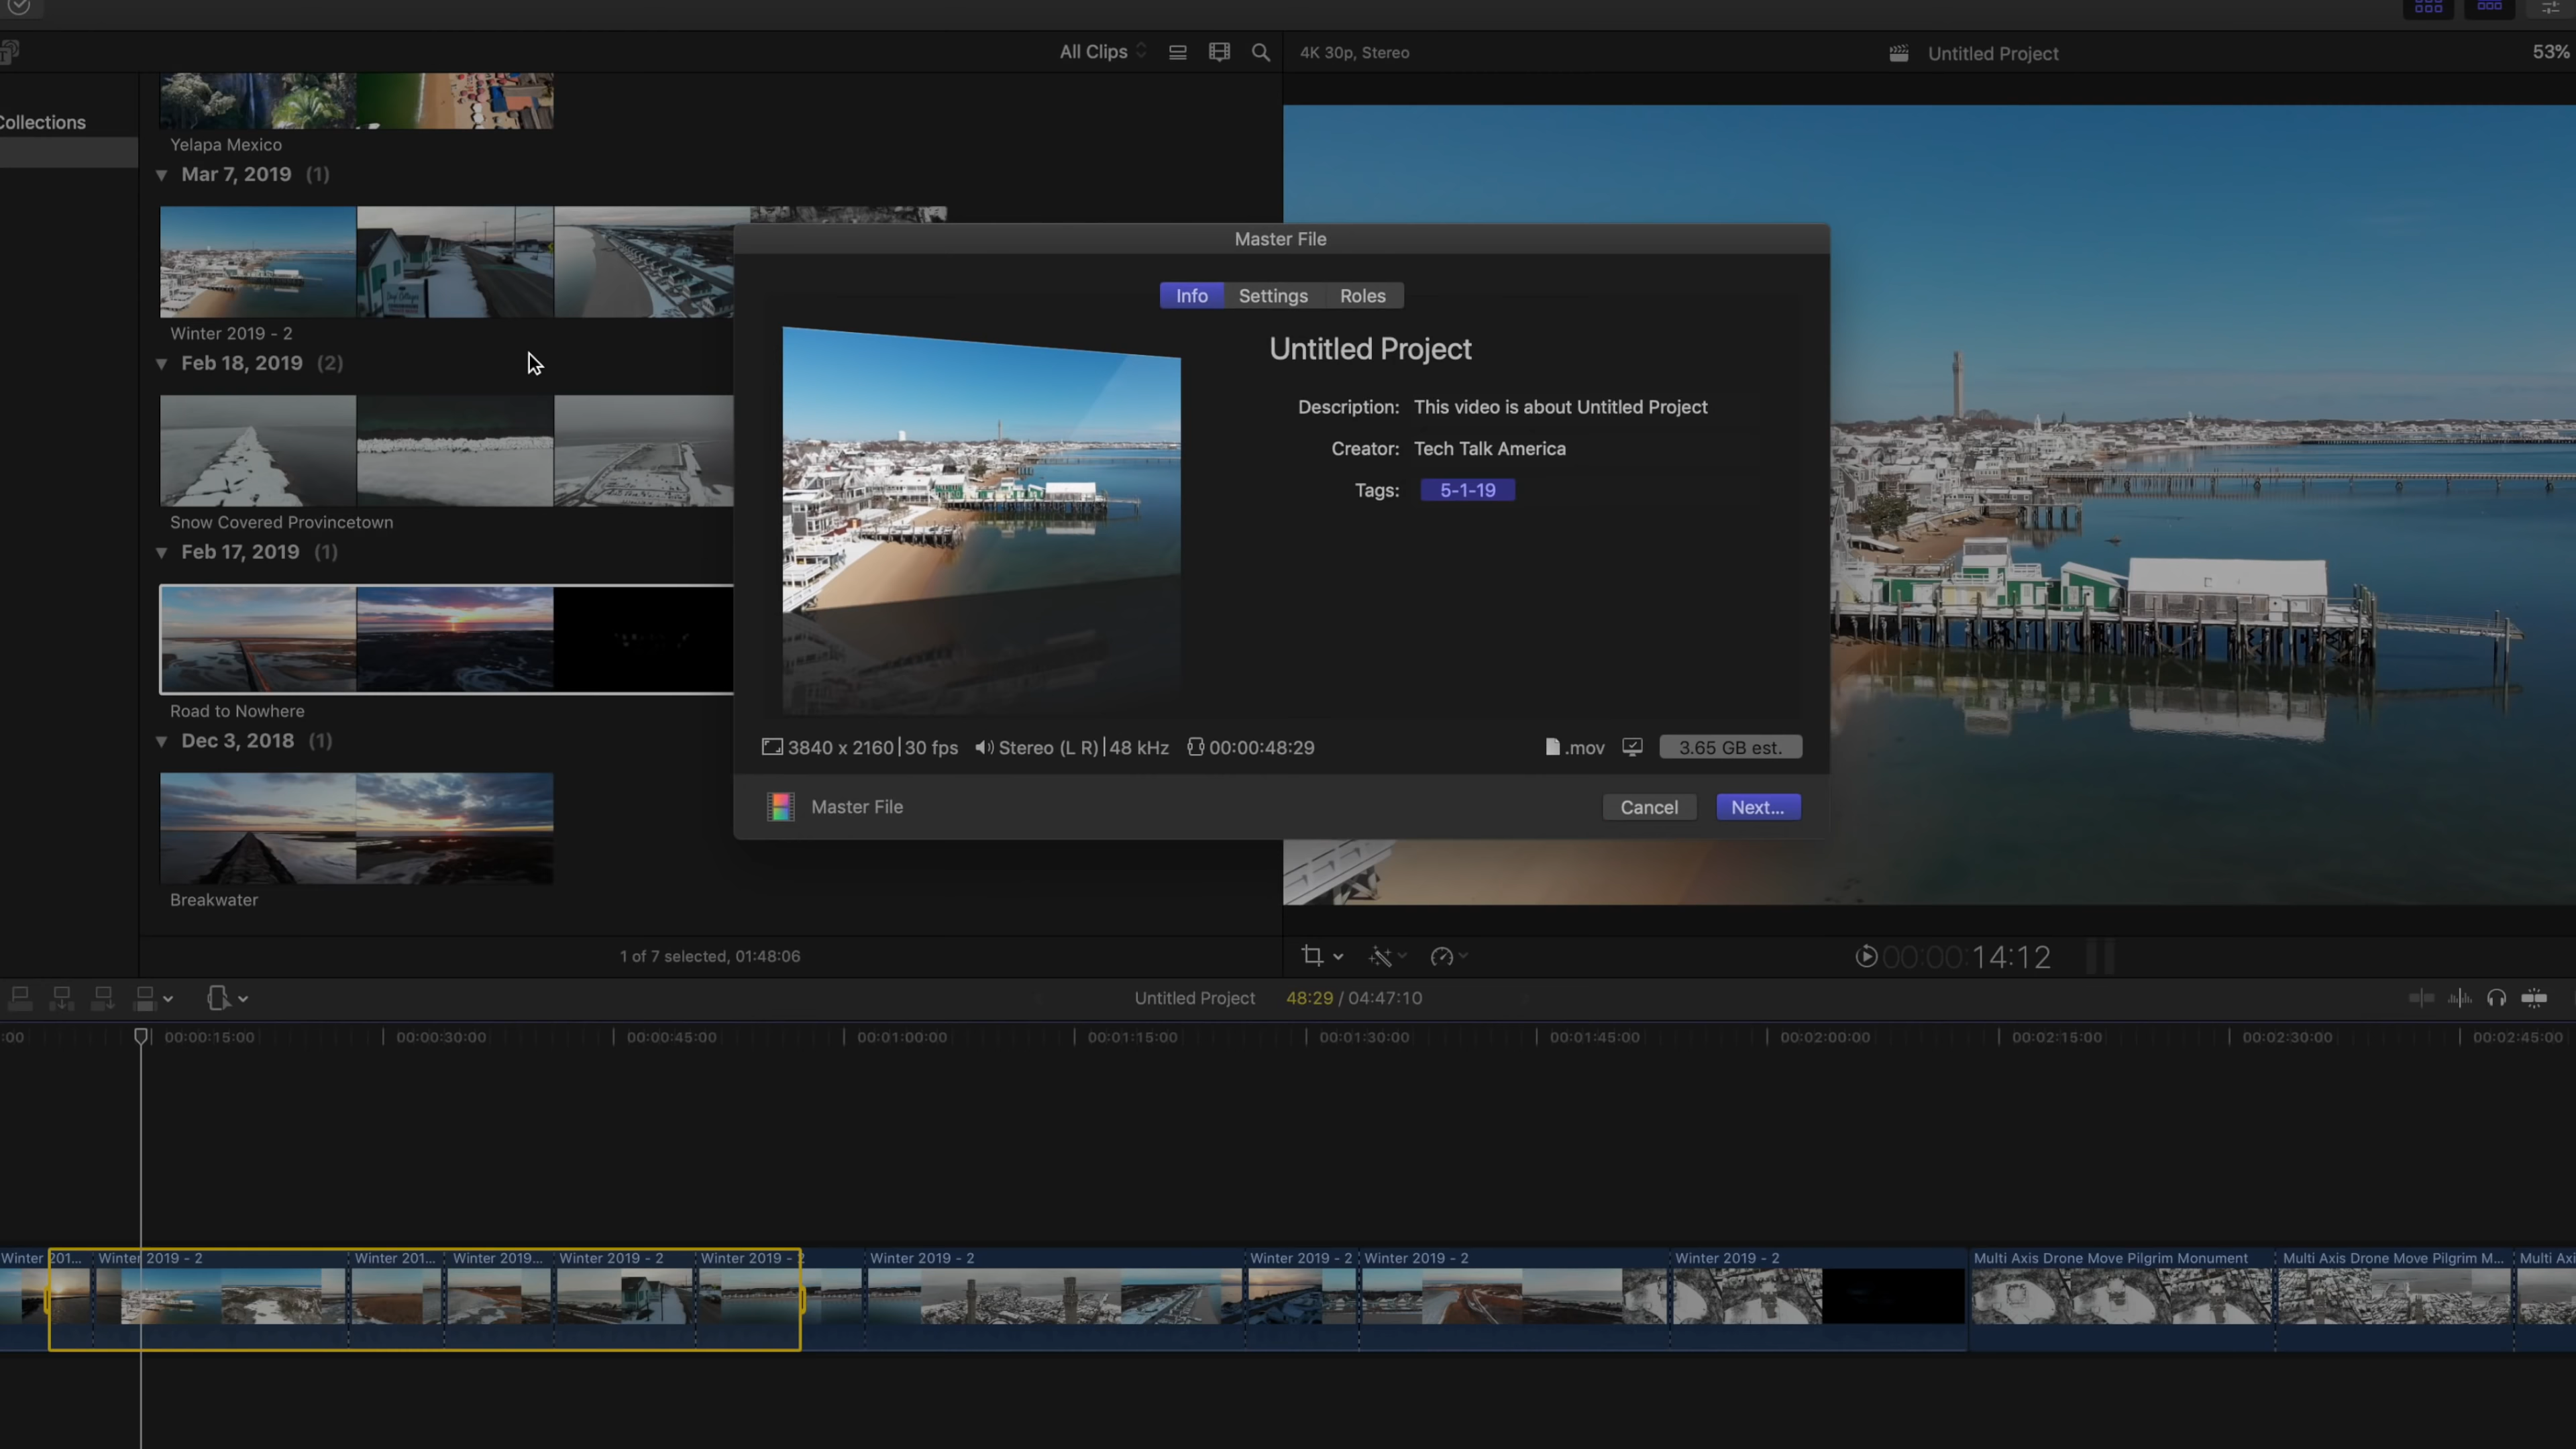 All Clips
4K 30p, Stereo
Untitled Project
53%
Collections
Yelapa Mexico
Mar 7, 2019 (1)
Winter 2019 - 2
Feb 18, 2019 (2)
Snow Covered Provincetown
Feb 17, 2019 (1)
Road to Nowhere
Dec 3, 2018 (1)
Breakwater
1 of 7 selected, 01:48:06
Master File
Info Settings Roles
Untitled Project
Description: This video is about Untitled Project
Creator: Tech Talk America
Tags: 5-1-19
3840 x 2160 | 30 fps Stereo (L R) | 48 kHz 00:00:48:29 .mov 3.65 GB est.
Master File Cancel Next...
00:00:14:12
Untitled Project 48:29 / 04:47:10
:00 00:00:15:00 00:00:30:00 00:00:45:00 00:01:00:00 00:01:15:00 00:01:30:00 00:01:45:00 00:02:00:00 00:02:15:00 00:02:30:00 00:02:45:00
Winter 201... Winter 2019 - 2 Winter 201... Winter 2019... Winter 2019 - 2 Winter 2019 - 2 Winter 2019 - 2 Winter 2019 - 2 Winter 2019 - 2 Winter 2019 - 2 Multi Axis Drone Move Pilgrim Monument Multi Axis Drone Move Pilgrim M... Multi Axi